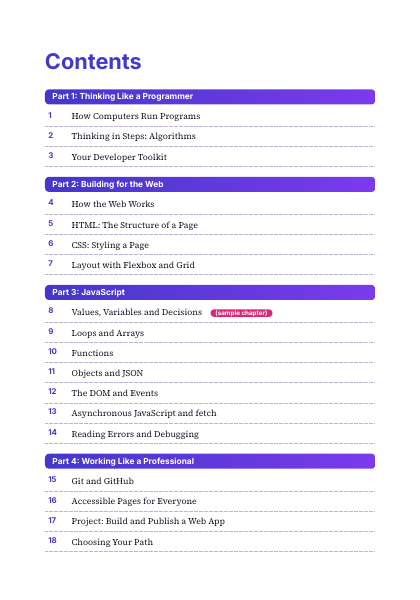 Contents
Part 1: Thinking Like a Programmer
1 How Computers Run Programs
2 Thinking in Steps: Algorithms
3 Your Developer Toolkit
Part 2: Building for the Web
4 How the Web Works
5 HTML: The Structure of a Page
6 CSS: Styling a Page
7 Layout with Flexbox and Grid
Part 3: JavaScript
8 Values, Variables and Decisions (sample chapter)
9 Loops and Arrays
10 Functions
11 Objects and JSON
12 The DOM and Events
13 Asynchronous JavaScript and fetch
14 Reading Errors and Debugging
Part 4: Working Like a Professional
15 Git and GitHub
16 Accessible Pages for Everyone
17 Project: Build and Publish a Web App
18 Choosing Your Path